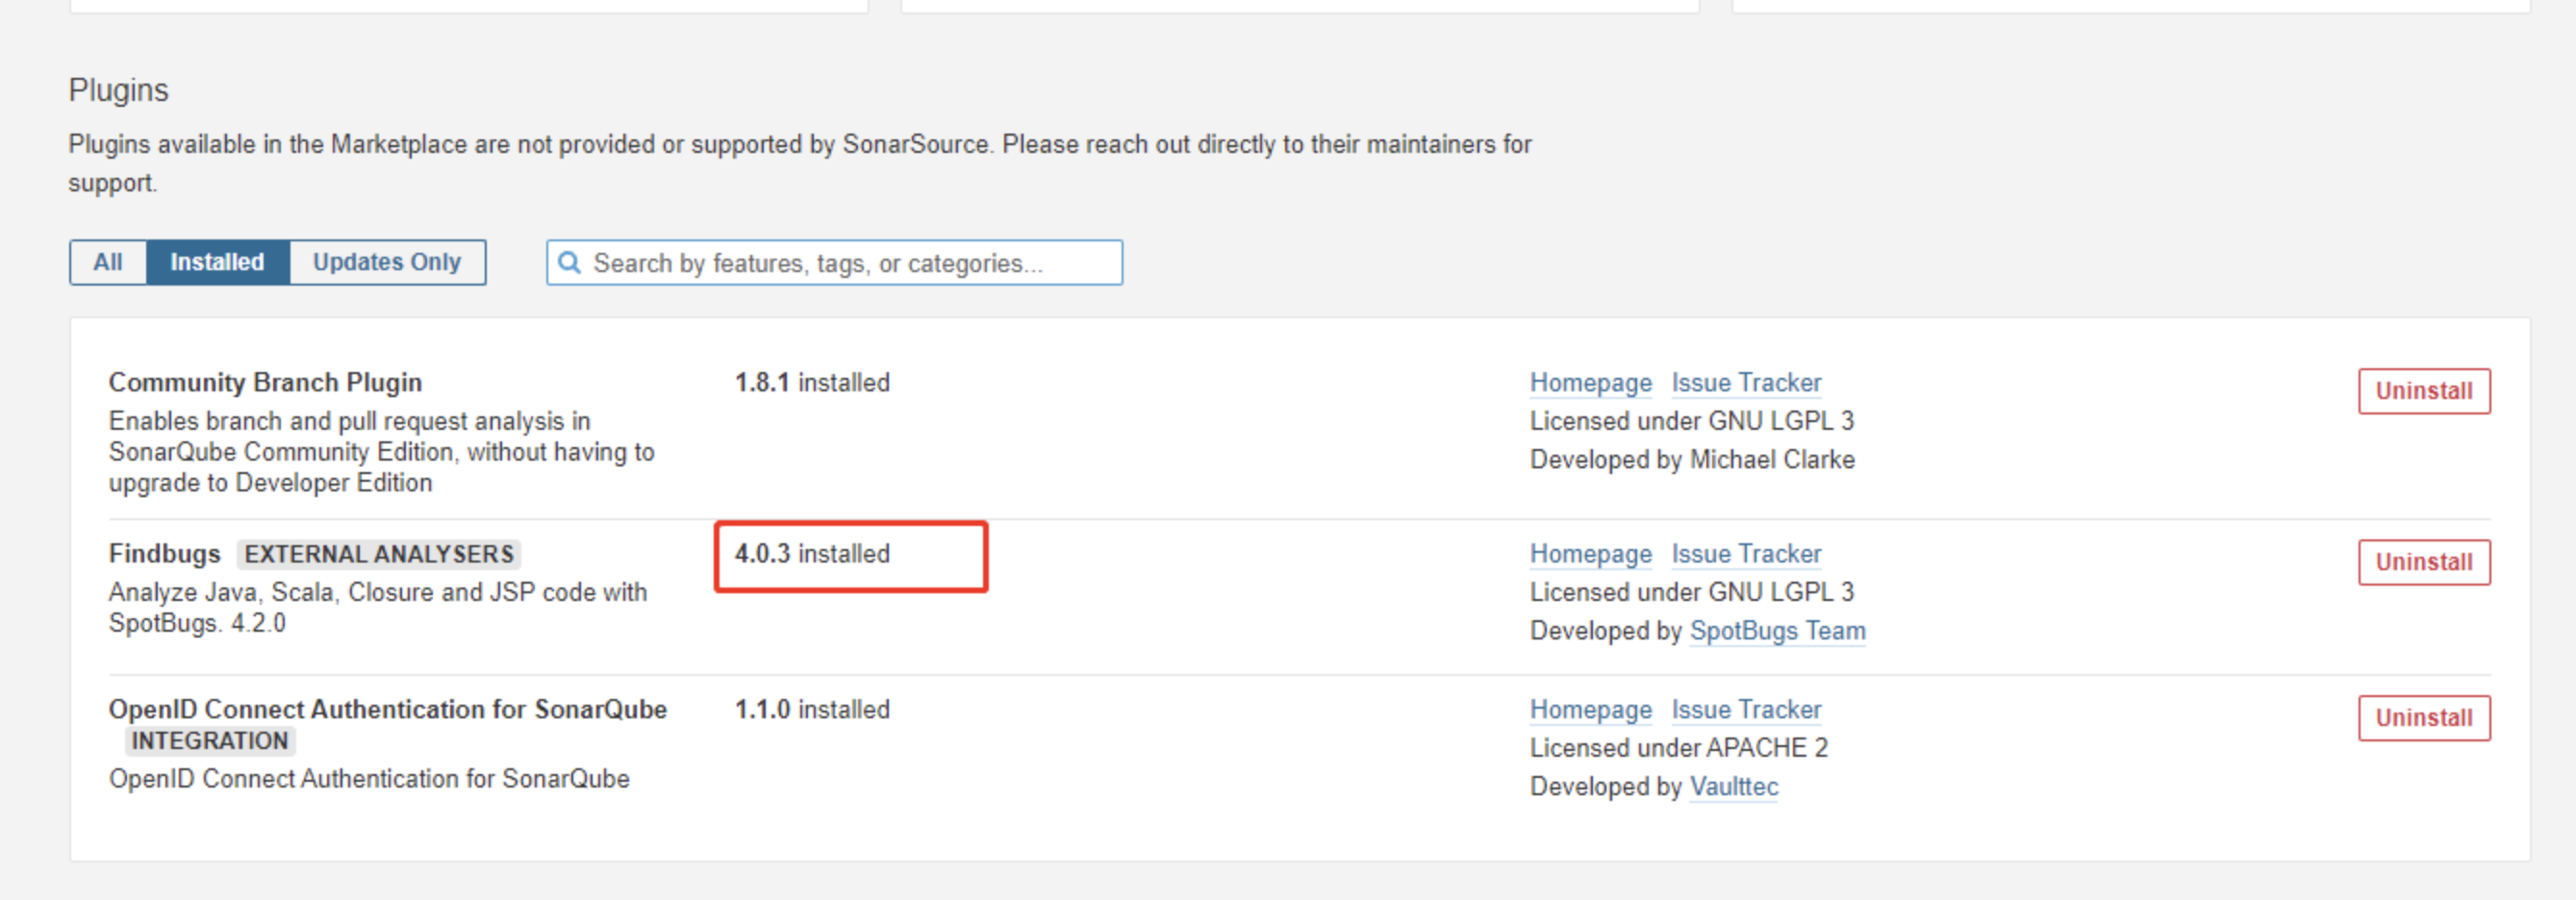 Plugins
Plugins available in the Marketplace are not provided or supported by SonarSource. Please reach out directly to their maintainers for
support.
All Installed Updates Only Search by features, tags, or categories...
Community Branch Plugin 1.8.1 installed Homepage Issue Tracker Uninstall
Enables branch and pull request analysis in Licensed under GNU LGPL 3
SonarQube Community Edition, without having to Developed by Michael Clarke
upgrade to Developer Edition
Findbugs EXTERNAL ANALYSERS 4.0.3 installed Homepage Issue Tracker Uninstall
Analyze Java, Scala, Closure and JSP code with Licensed under GNU LGPL 3
SpotBugs. 4.2.0 Developed by SpotBugs Team
OpenID Connect Authentication for SonarQube 1.1.0 installed Homepage Issue Tracker Uninstall
INTEGRATION Licensed under APACHE 2
OpenID Connect Authentication for SonarQube Developed by Vaulttec